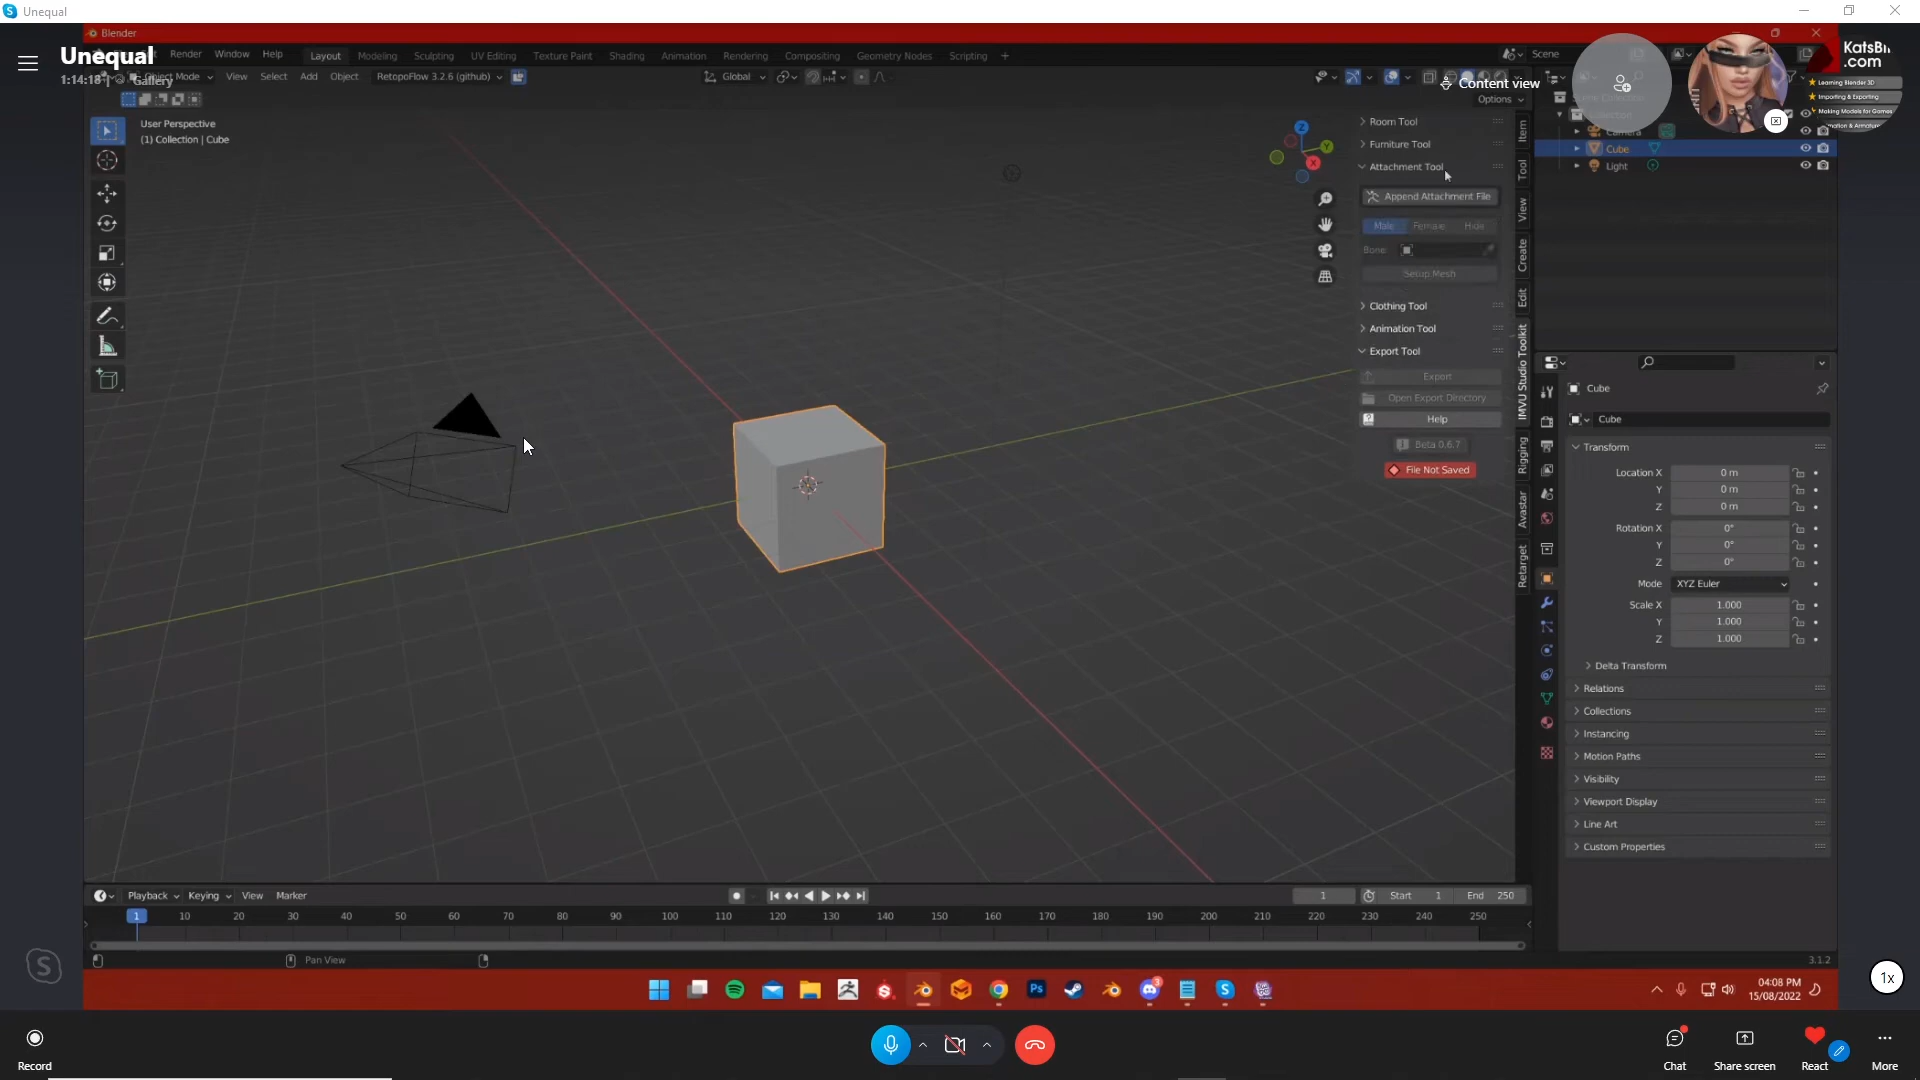 Unequal
Blender
Unequal
Render Window Help
Layout Modeling Sculpting UV Editing Texture Paint Shading Animation Rendering Compositing Geometry Nodes Scripting +
Scene
1:14:18 | Gallery
Object Mode View Select Add Object RetopoFlow 3.2.6 (github)
Global
Content view
Options
KatsBi
.com
Learning Blender 3D
Importing & Exporting
Making Models for Games
User Perspective
(1) Collection | Cube
Z
Y
X
Room Tool
Furniture Tool
Attachment Tool
Append Attachment File
Male Female Hide
Bone:
Setup Mesh
Clothing Tool
Animation Tool
Export Tool
Export
Open Export Directory
Help
Beta 0.6.7
File Not Saved
Item
Tool
View
Create
Edit
IMVU Studio Toolkit
Rigging
Avastar
Retarget
Camera
Cube
Light
Cube
Cube
Transform
Location X 0 m
Y 0 m
Z 0 m
Rotation X 0°
Y 0°
Z 0°
Mode XYZ Euler
Scale X 1.000
Y 1.000
Z 1.000
Delta Transform
Relations
Collections
Instancing
Motion Paths
Visibility
Viewport Display
Line Art
Custom Properties
Playback Keying View Marker
1 Start 1 End 250
1 10 20 30 40 50 60 70 80 90 100 110 120 130 140 150 160 170 180 190 200 210 220 230 240 250
Pan View
3.1.2
Ps
3
04:08 PM
15/08/2022
1x
Record
Chat
Share screen
React
More